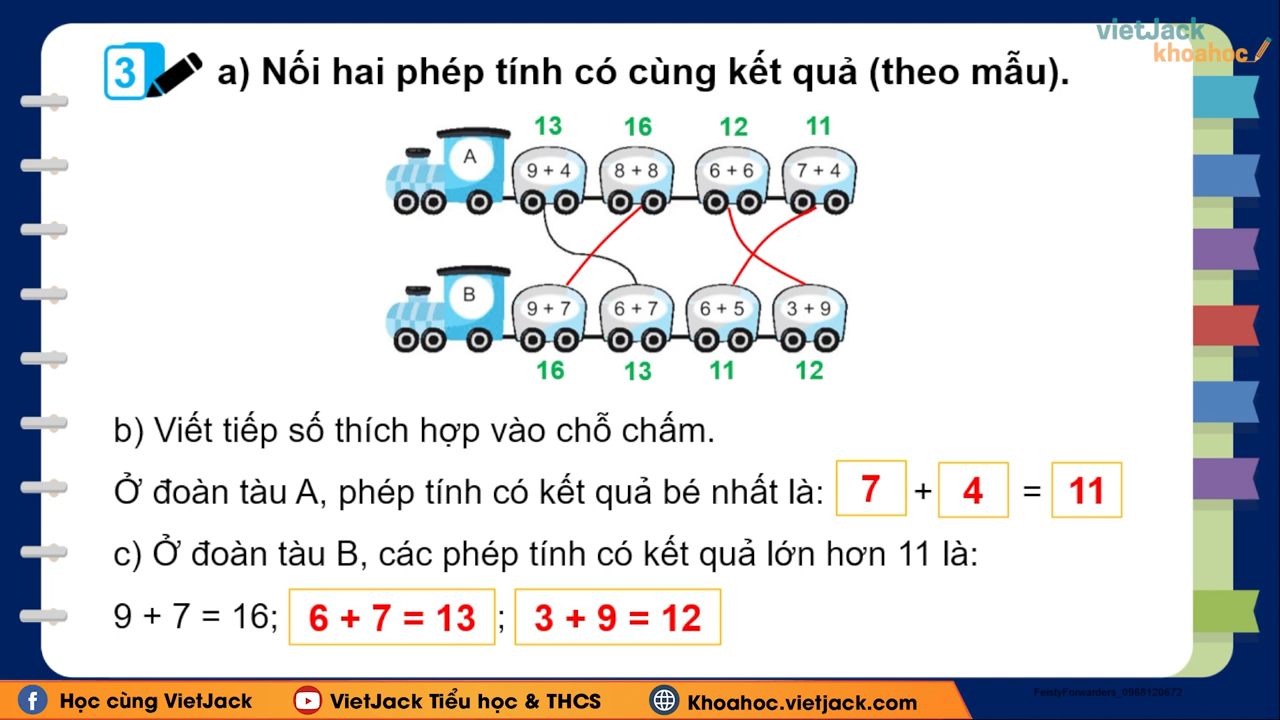 vietJack
khoahoc
3
a) Nối hai phép tính có cùng kết quả (theo mẫu).
13 16 12 11
A 9 + 4 8 + 8 6 + 6 7 + 4
B 9 + 7 6 + 7 6 + 5 3 + 9
16 13 11 12
b) Viết tiếp số thích hợp vào chỗ chấm.
Ở đoàn tàu A, phép tính có kết quả bé nhất là: 7 + 4 = 11
c) Ở đoàn tàu B, các phép tính có kết quả lớn hơn 11 là:
9 + 7 = 16; 6 + 7 = 13 ; 3 + 9 = 12
Học cùng VietJack VietJack Tiểu học & THCS Khoahoc.vietjack.com
FeistyForwarders_0968120672